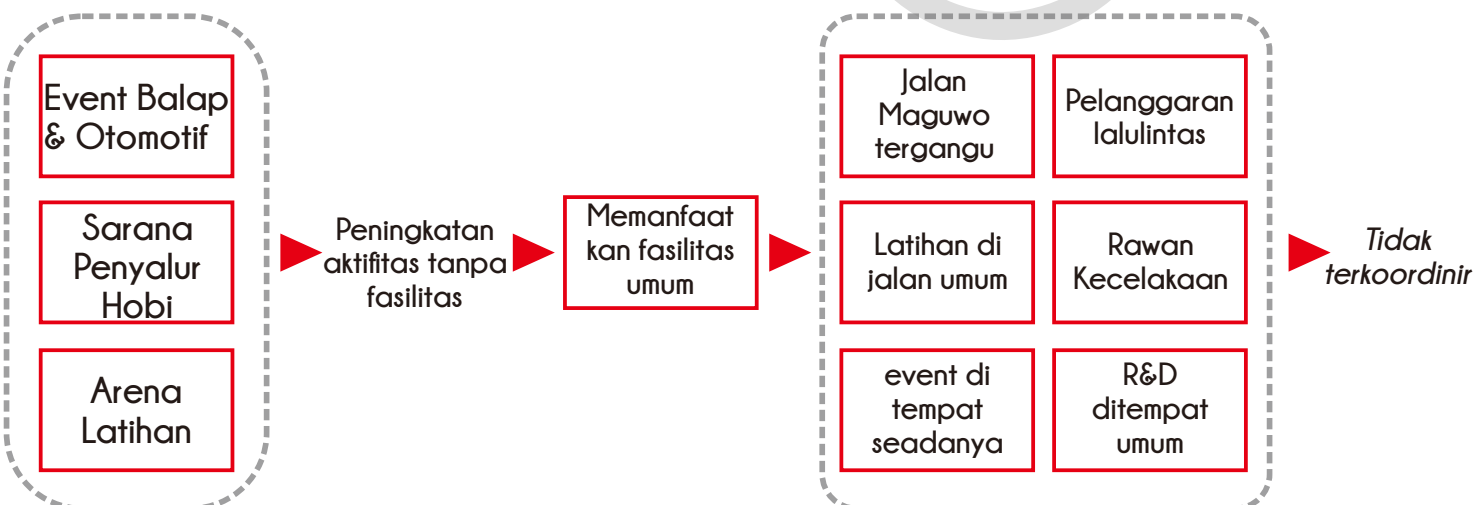 Event Balap
& Otomotif
Sarana
Penyalur
Hobi
Arena
Latihan
Peningkatan
aktifitas tanpa
fasilitas
Memanfaat
kan fasilitas
umum
Jalan
Maguwo
tergangu
Pelanggaran
lalulintas
Latihan di
jalan umum
Rawan
Kecelakaan
event di
tempat
seadanya
R&D
ditempat
umum
Tidak
terkoordinir